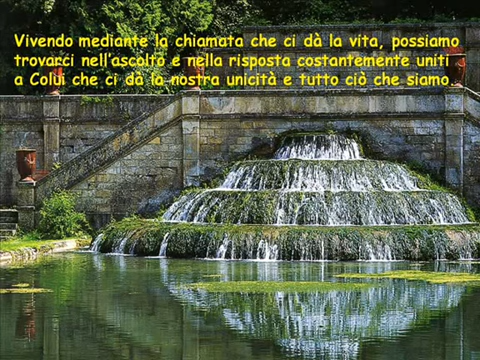 Vivendo mediante la chiamata che ci dà la vita, possiamo
trovarci nell'ascolto e nella risposta costantemente uniti
a Colui che ci dà la nostra unicità e tutto ciò che siamo.